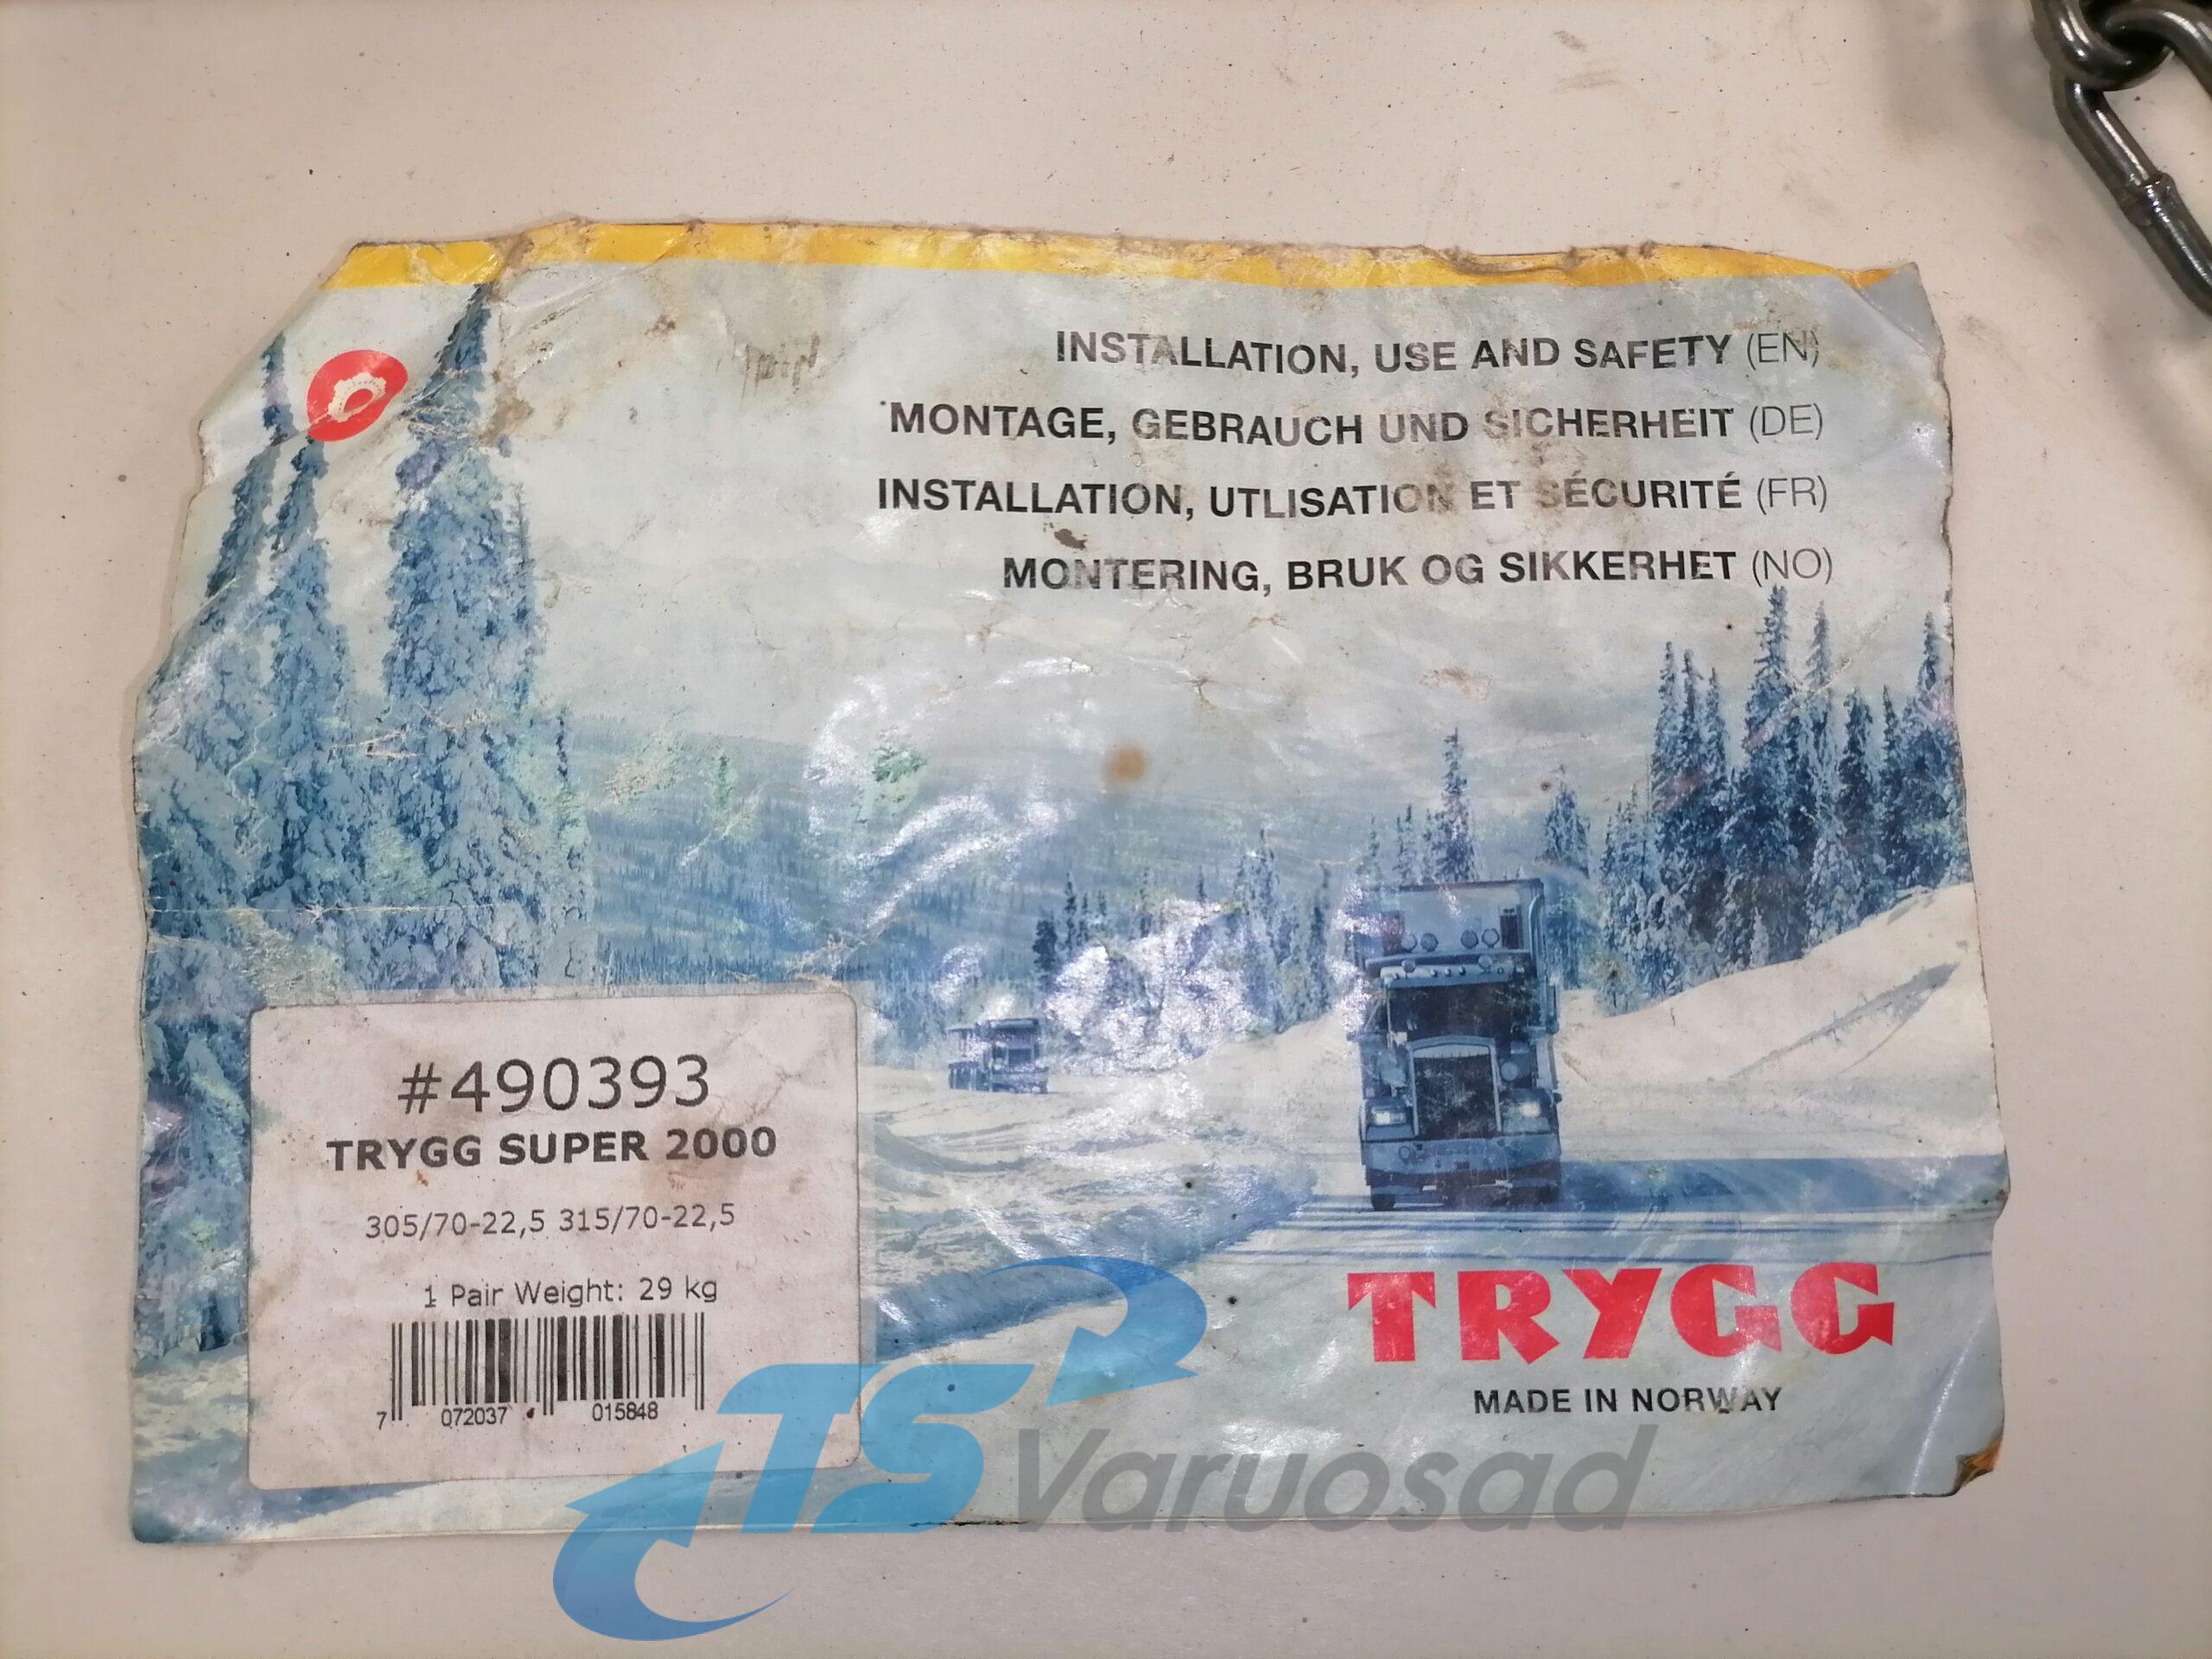 INSTALLATION, USE AND SAFETY (EN)
MONTAGE, GEBRAUCH UND SICHERHEIT (DE)
INSTALLATION, UTLISATION ET SÉCURITÉ (FR)
MONTERING, BRUK OG SIKKERHET (NO)
#490393
TRYGG SUPER 2000
305/70-22,5 315/70-22,5
1 Pair Weight: 29 kg
7 072037 015848
TRYGG
MADE IN NORWAY
TS Varuosad